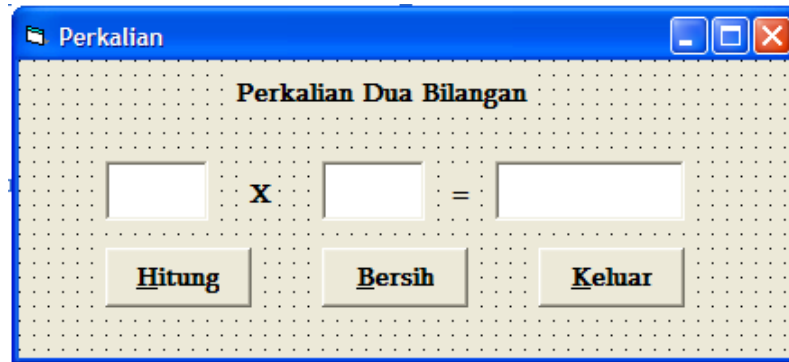 Perkalian
Perkalian Dua Bilangan
X =
Hitung Bersih Keluar